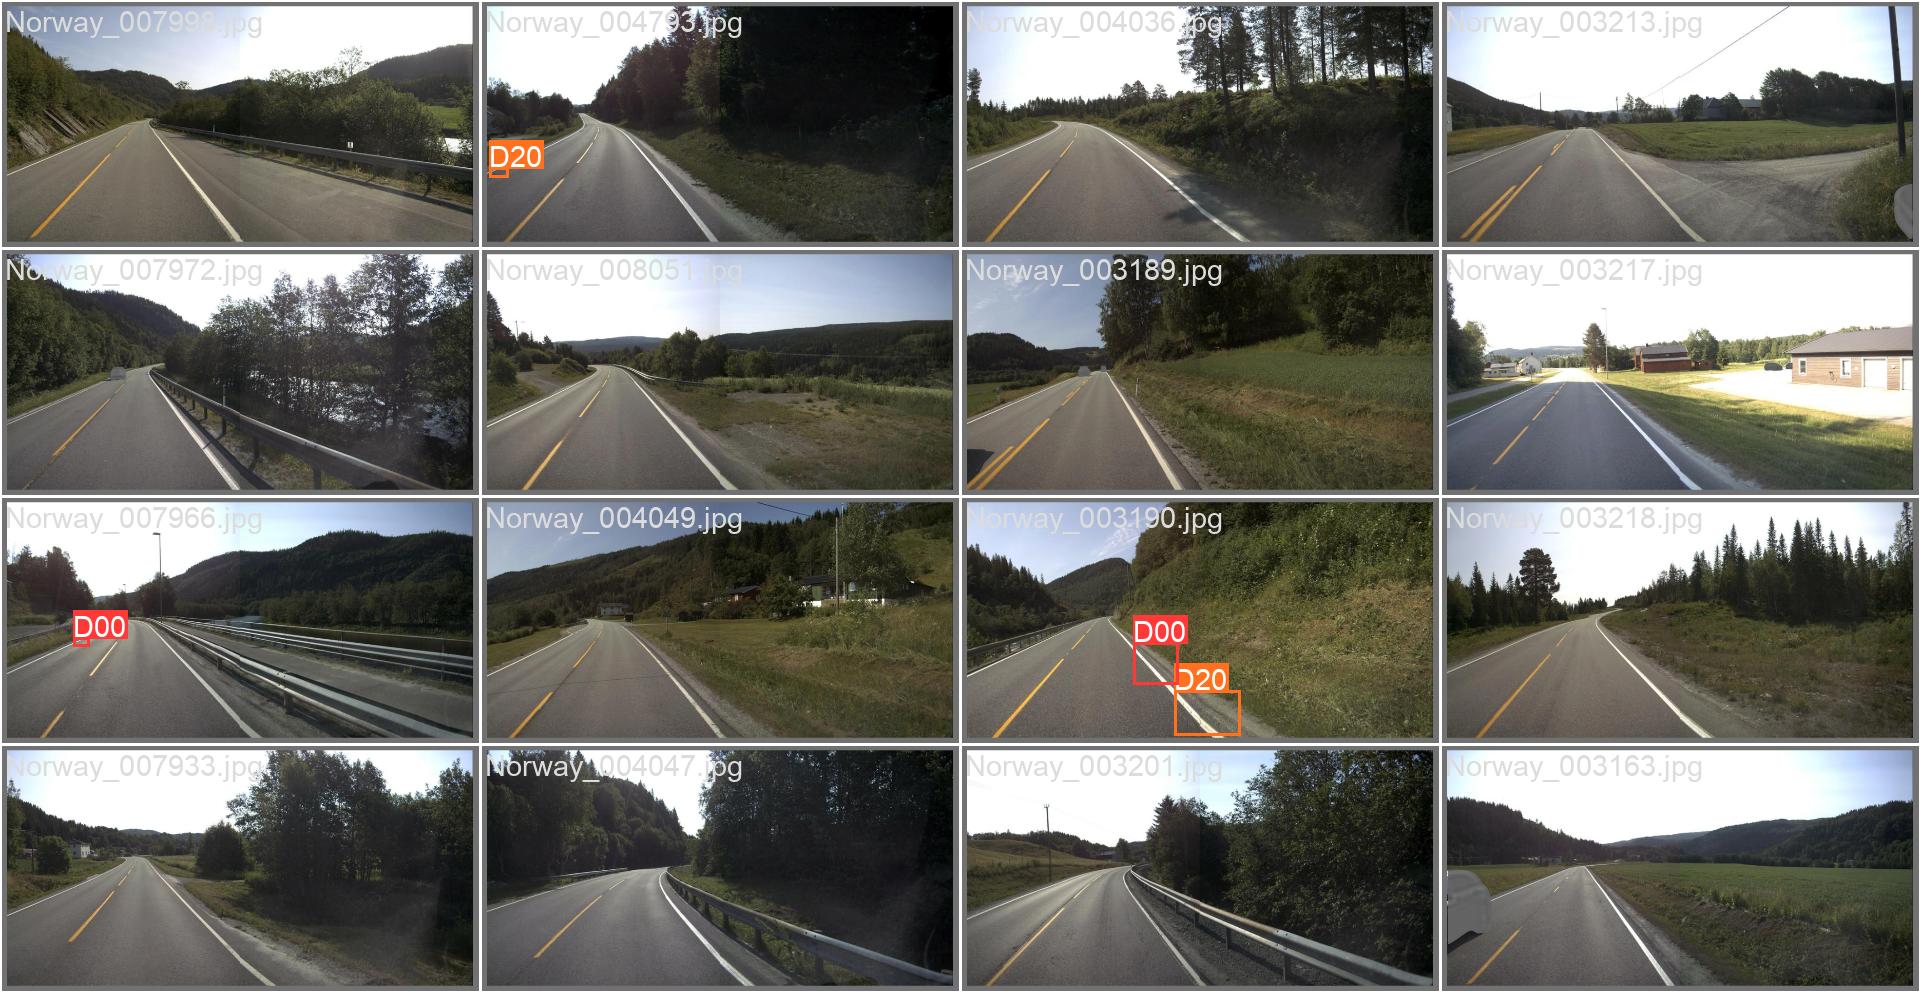 Norway_007998.jpg
Norway_004793.jpg
Norway_004036.jpg
Norway_003213.jpg
D20
Norway_007972.jpg
Norway_008051.jpg
Norway_003189.jpg
Norway_003217.jpg
Norway_007966.jpg
Norway_004049.jpg
Norway_003190.jpg
Norway_003218.jpg
D00
D00
D20
Norway_007933.jpg
Norway_004047.jpg
Norway_003201.jpg
Norway_003163.jpg